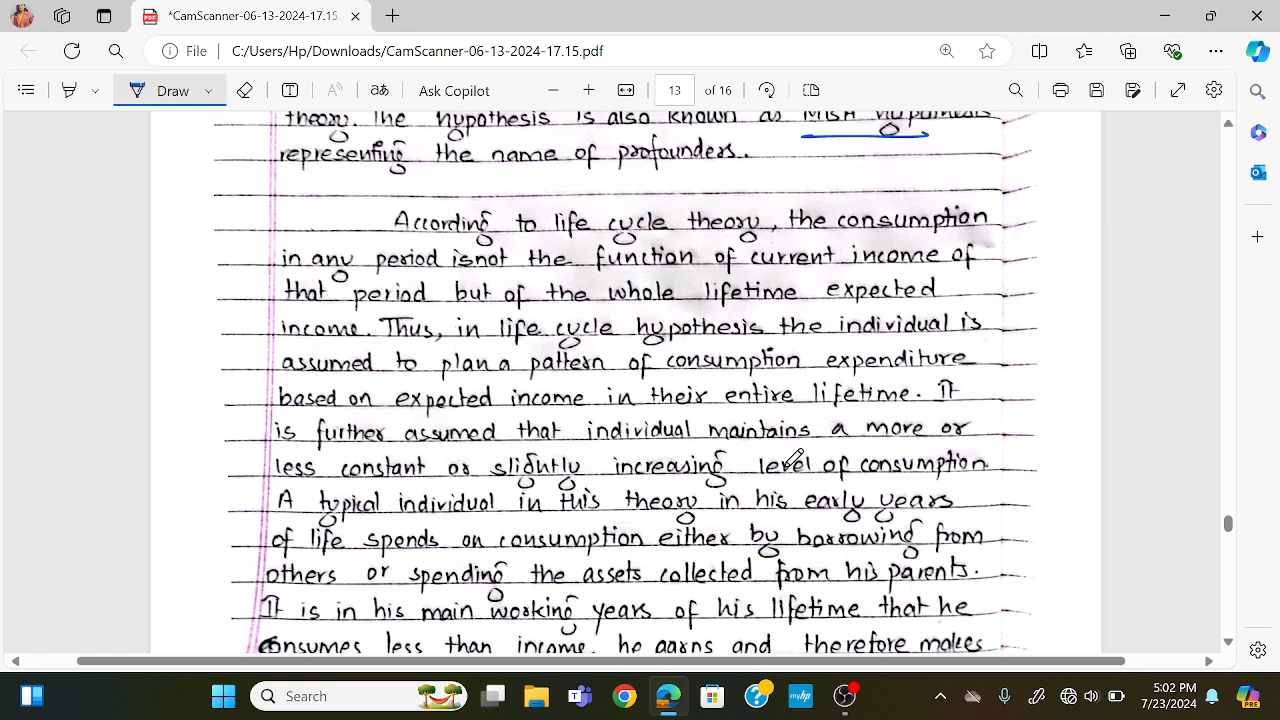 *CamScanner-06-13-2024-17.15.
File C:/Users/Hp/Downloads/CamScanner-06-13-2024-17.15.pdf
Draw Ask Copilot 13 of 16
theory. The hypothesis is also known as MBA hypothesis
representing the name of profounders.
According to life cycle theory, the consumption
in any period is not the function of current income of
that period but of the whole lifetime expected
income. Thus, in life cycle hypothesis the individual is
assumed to plan a pattern of consumption expenditure
based on expected income in their entire lifetime. It
is further assumed that individual maintains a more or
less constant or slightly increasing level of consumption.
A typical individual in this theory in his early years
of life spends on consumption either by borrowing from
others or spending the assets collected from his parents.
It is in his main working years of his lifetime that he
consumes less than income, he earns and therefore makes
Search
5:02 PM
7/23/2024